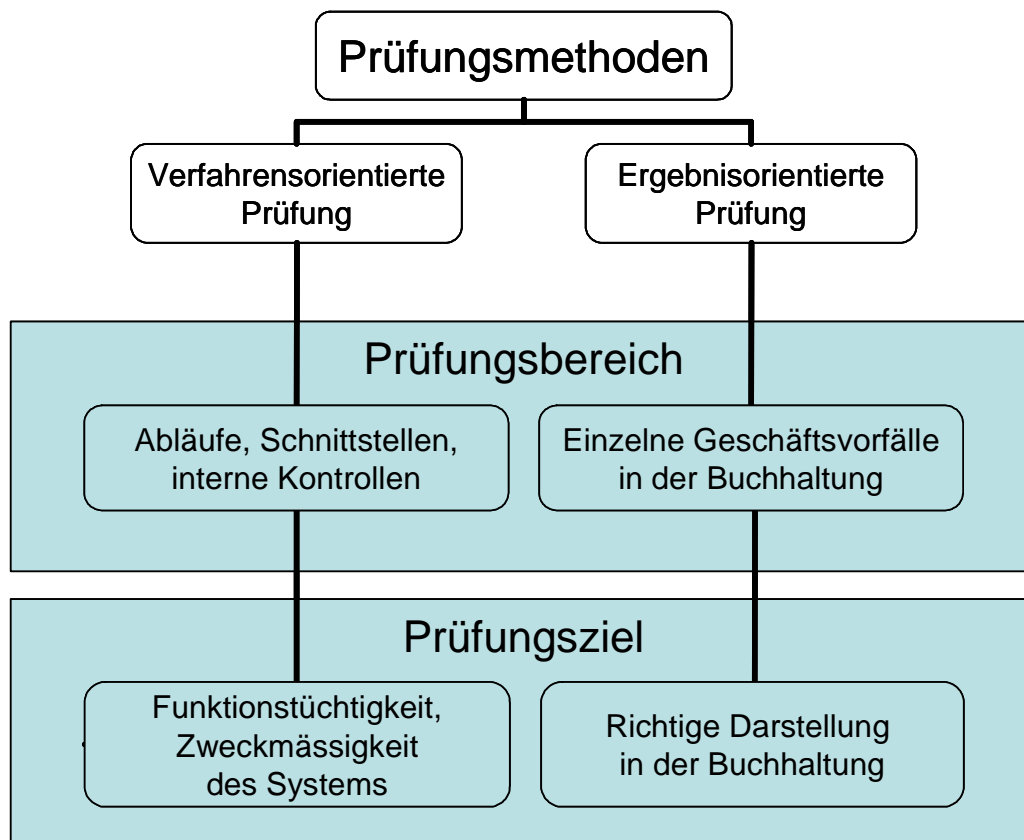 Prüfungsmethoden
Verfahrensorientierte
Prüfung
Ergebnisorientierte
Prüfung
Prüfungsbereich
Abläufe, Schnittstellen,
interne Kontrollen
Einzelne Geschäftsvorfälle
in der Buchhaltung
Prüfungsziel
Funktionstüchtigkeit,
Zweckmässigkeit
des Systems
Richtige Darstellung
in der Buchhaltung